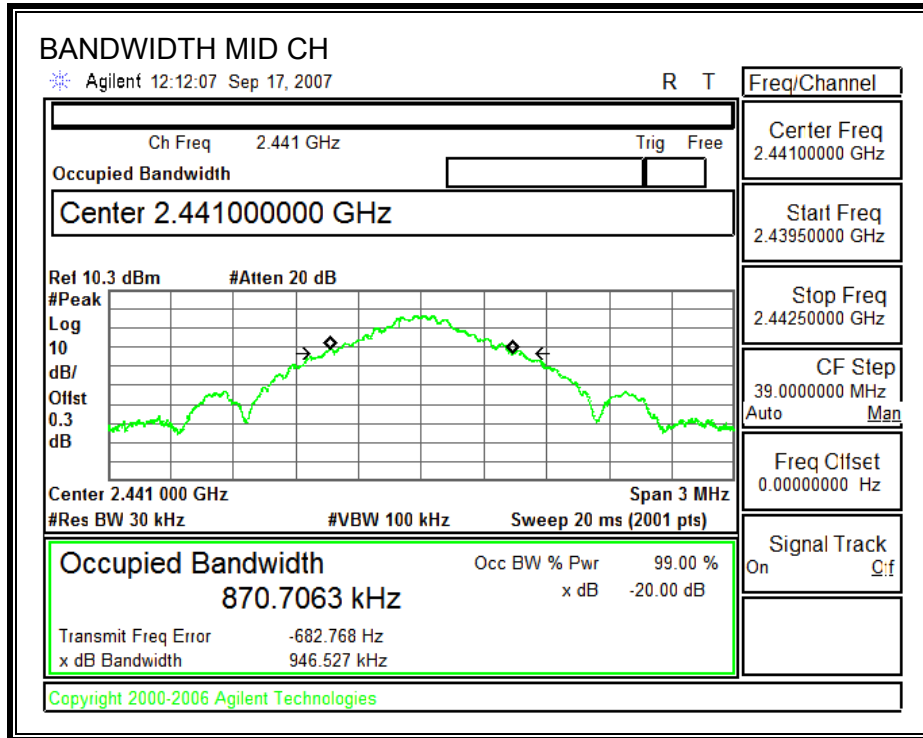 BANDWIDTH MID CH
Agilent 12:12:07 Sep 17, 2007
R T
Freq/Channel
Ch Freq 2.441 GHz
Trig Free
Occupied Bandwidth
Center 2.441000000 GHz
Center Freq
2.44100000 GHz
Start Freq
2.43950000 GHz
Stop Freq
2.44250000 GHz
CF Step
39.0000000 MHz
Auto Man
Freq Offset
0.00000000 Hz
Signal Track
On Off
Ref 10.3 dBm #Atten 20 dB
#Peak
Log
10
dB/
Offst
0.3
dB
Center 2.441 000 GHz Span 3 MHz
#Res BW 30 kHz #VBW 100 kHz Sweep 20 ms (2001 pts)
Occupied Bandwidth
870.7063 kHz
Occ BW % Pwr 99.00 %
x dB -20.00 dB
Transmit Freq Error -682.768 Hz
x dB Bandwidth 946.527 kHz
Copyright 2000-2006 Agilent Technologies